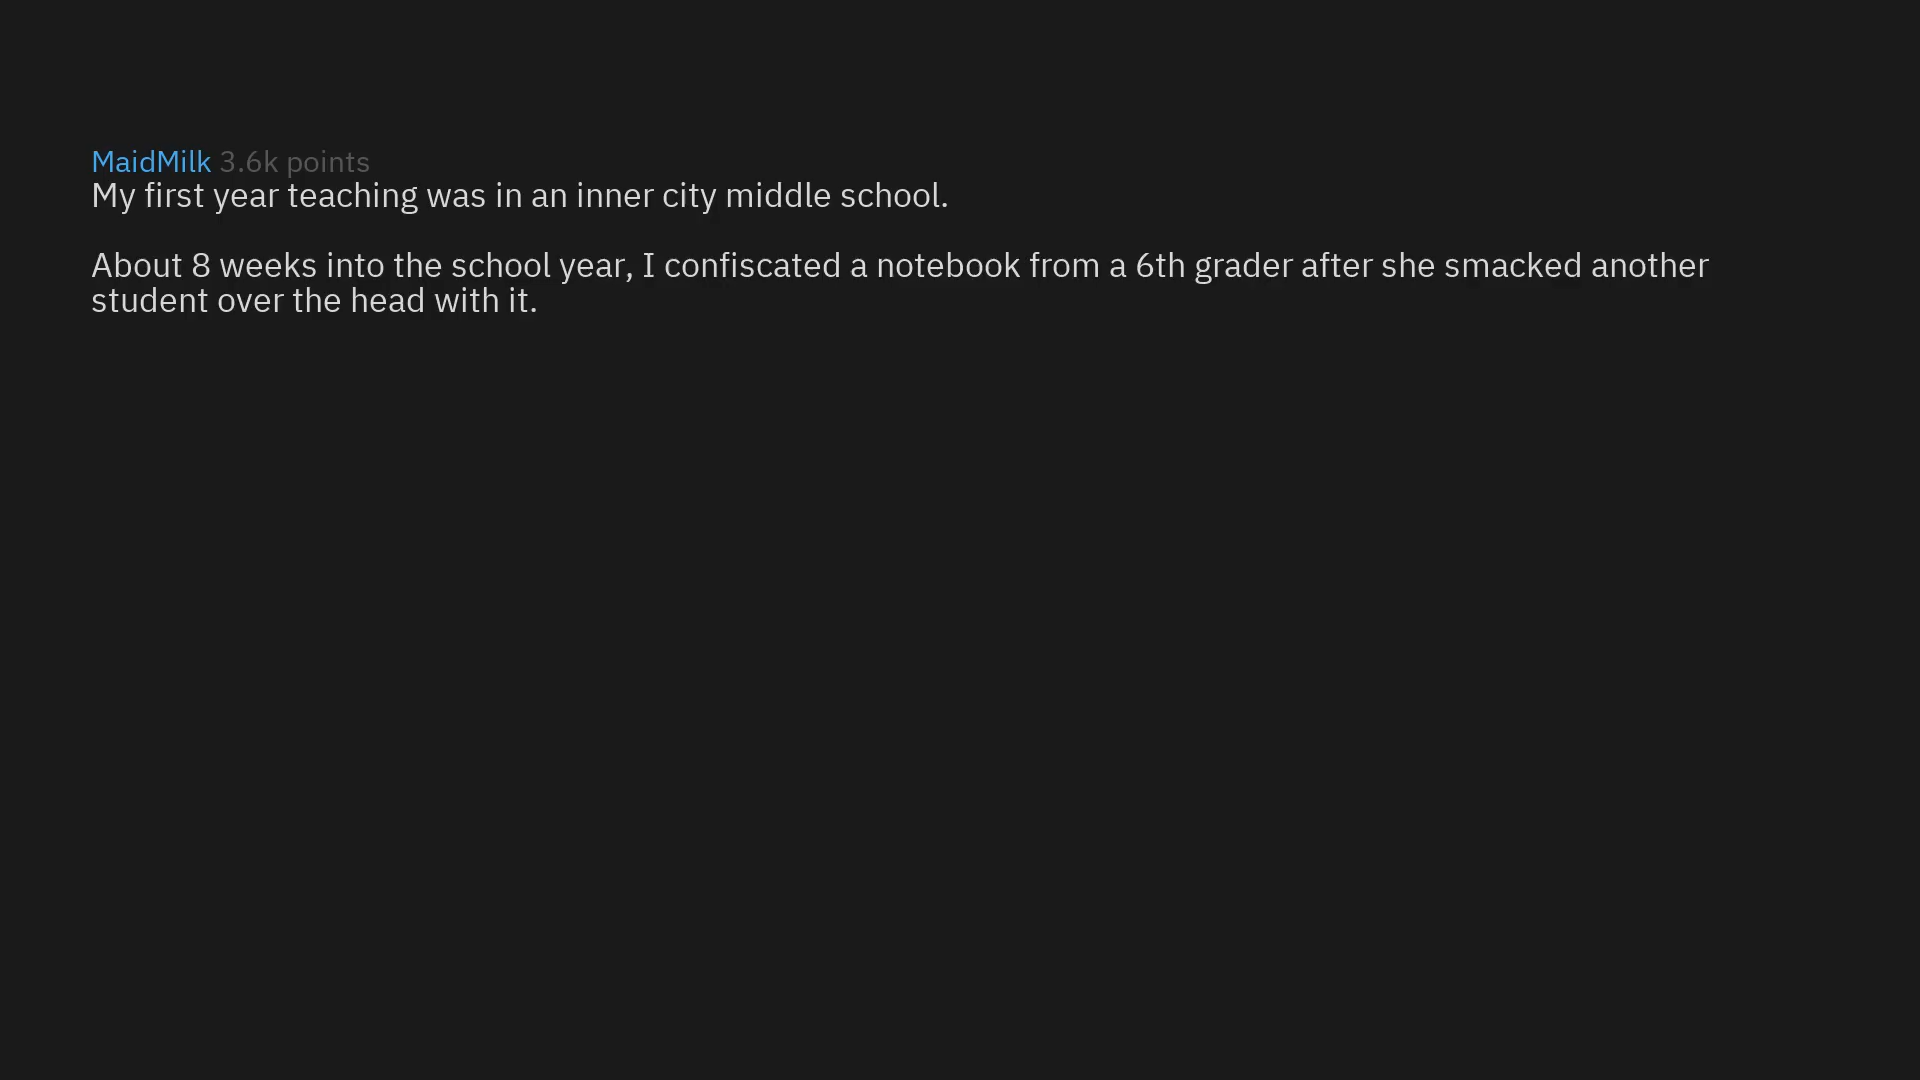 MaidMilk 3.6k points
My first year teaching was in an inner city middle school.
About 8 weeks into the school year, I confiscated a notebook from a 6th grader after she smacked another
student over the head with it.